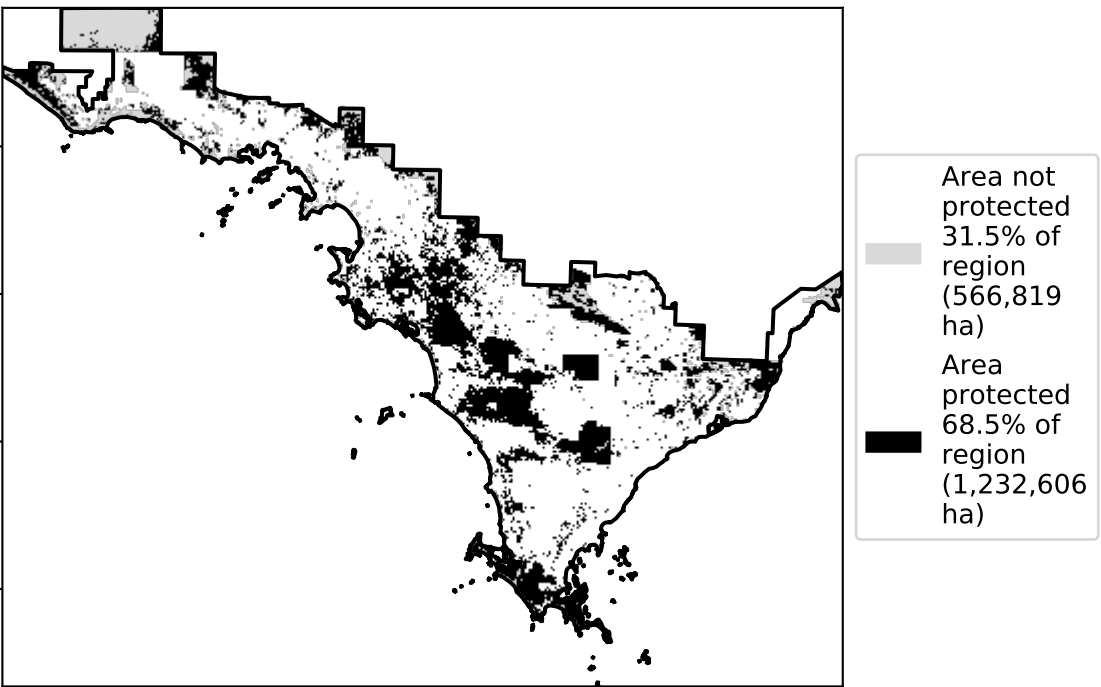 Area not
protected
31.5% of
region
(566,819
ha)
Area
protected
68.5% of
region
(1,232,606
ha)